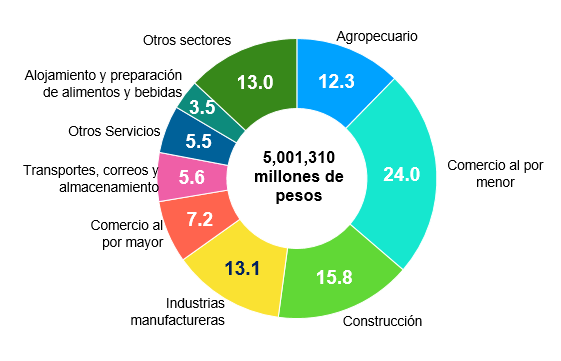 Otros sectores
Agropecuario
13.0
12.3
Alojamiento y preparación
de alimentos y bebidas
3.5
Otros Servicios
5.5
5,001,310
millones de
pesos
Comercio al por
menor
24.0
Transportes, correos y
almacenamiento
5.6
Comercio al
por mayor
7.2
13.1
15.8
Industrias
manufactureras
Construcción